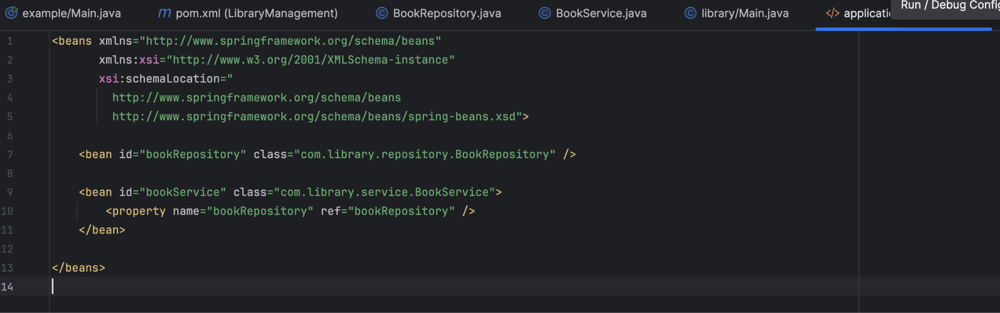 example/Main.java
m pom.xml (LibraryManagement)
© BookRepository.java
© BookService.java
© library/Main.java
</>
Run / Debug
1 <beans xmlns="http://www.springframework.org/schema/beans"
2 xmlns:xsi="http://www.w3.org/2001/XMLSchema-instance"
3 xsi:schemaLocation="
4 http://www.springframework.org/schema/beans
5 http://www.springframework.org/schema/beans/spring-beans.xsd">
6
7 <bean id="bookRepository" class="com.library.repository.BookRepository" />
8
9 <bean id="bookService" class="com.library.service.BookService">
10 <property name="bookRepository" ref="bookRepository" />
11 </bean>
12
13 </beans>
14